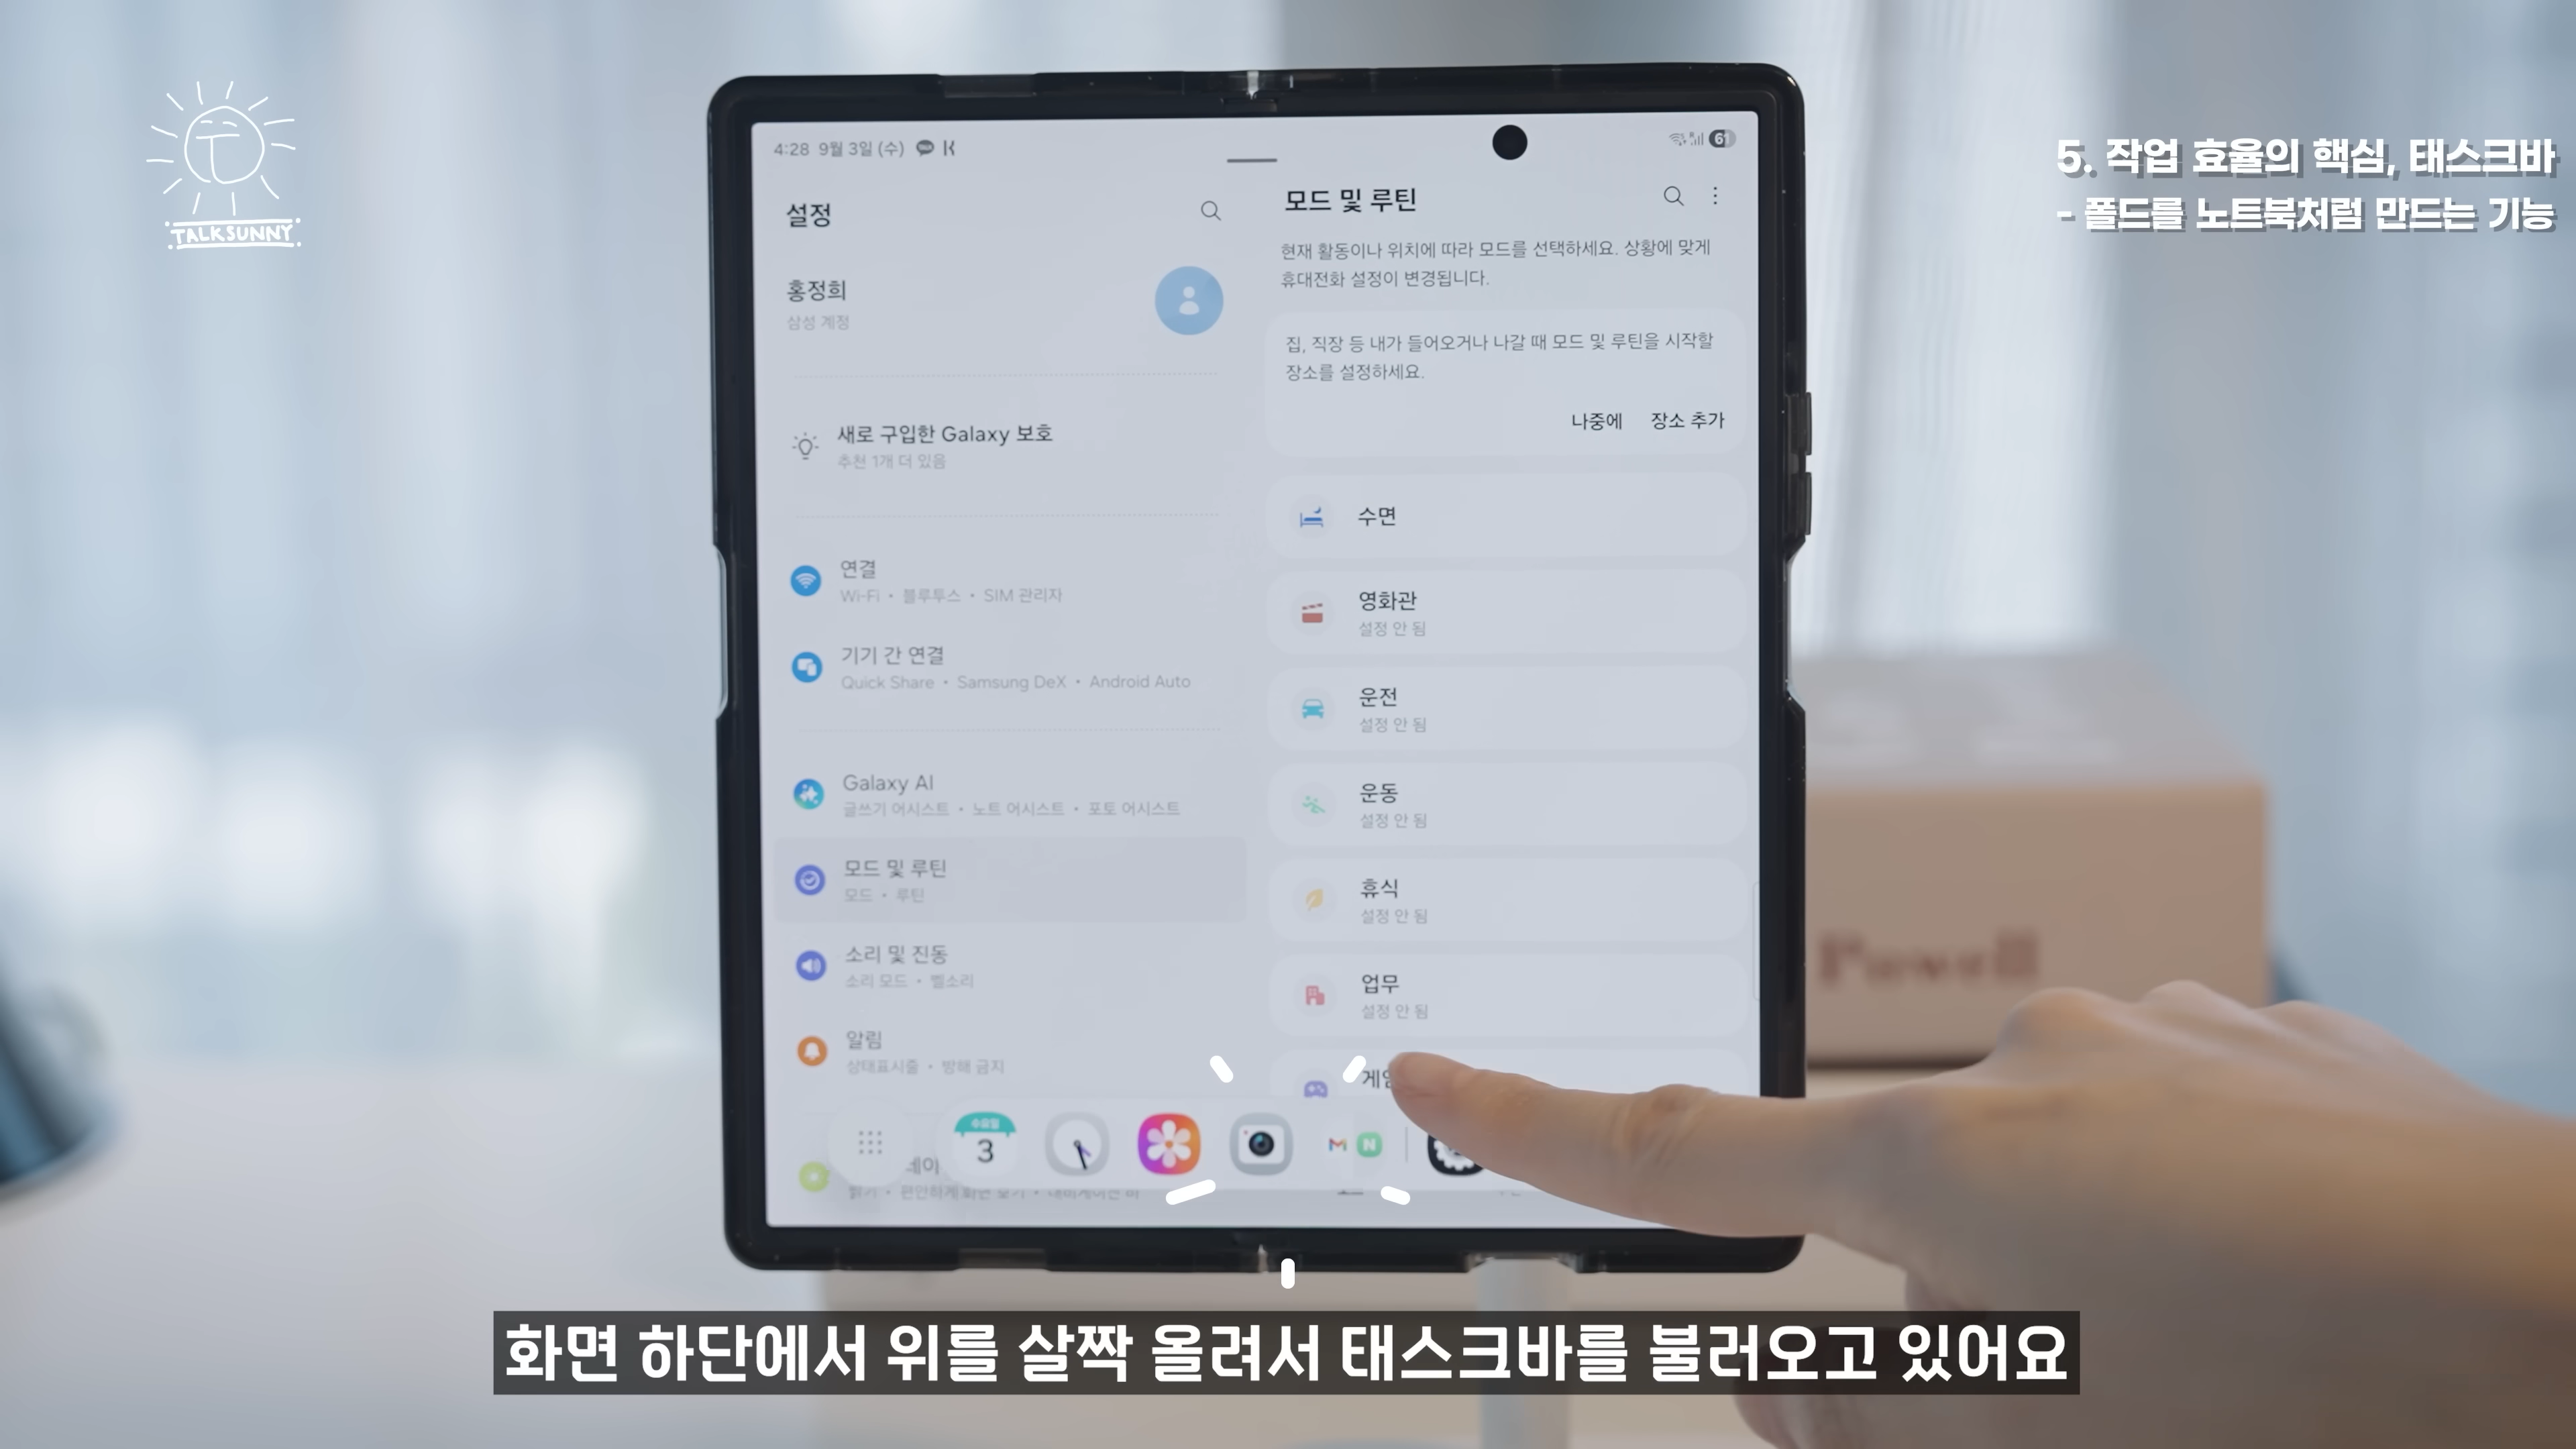 TALKSUNNY
5. 작업 효율의 핵심, 태스크바
- 폴드를 노트북처럼 만드는 기능
4:28 9월 3일 (수)
61
설정
홍정희
삼성 계정
새로 구입한 Galaxy 보호
추천 1개 더 있음
연결
Wi-Fi • 블루투스 • SIM 관리자
기기 간 연결
Quick Share • Samsung DeX • Android Auto
Galaxy AI
글쓰기 어시스트 • 노트 어시스트 • 포토 어시스트
모드 및 루틴
모드 • 루틴
소리 및 진동
소리 모드 • 벨소리
알림
상태표시줄 • 방해 금지
모드 및 루틴
현재 활동이나 위치에 따라 모드를 선택하세요. 상황에 맞게
휴대전화 설정이 변경됩니다.
집, 직장 등 내가 들어오거나 나갈 때 모드 및 루틴을 시작할
장소를 설정하세요.
나중에 장소 추가
수면
영화관
설정 안 됨
운전
설정 안 됨
운동
설정 안 됨
휴식
설정 안 됨
업무
설정 안 됨
수요일
3
M N
화면 하단에서 위를 살짝 올려서 태스크바를 불러오고 있어요